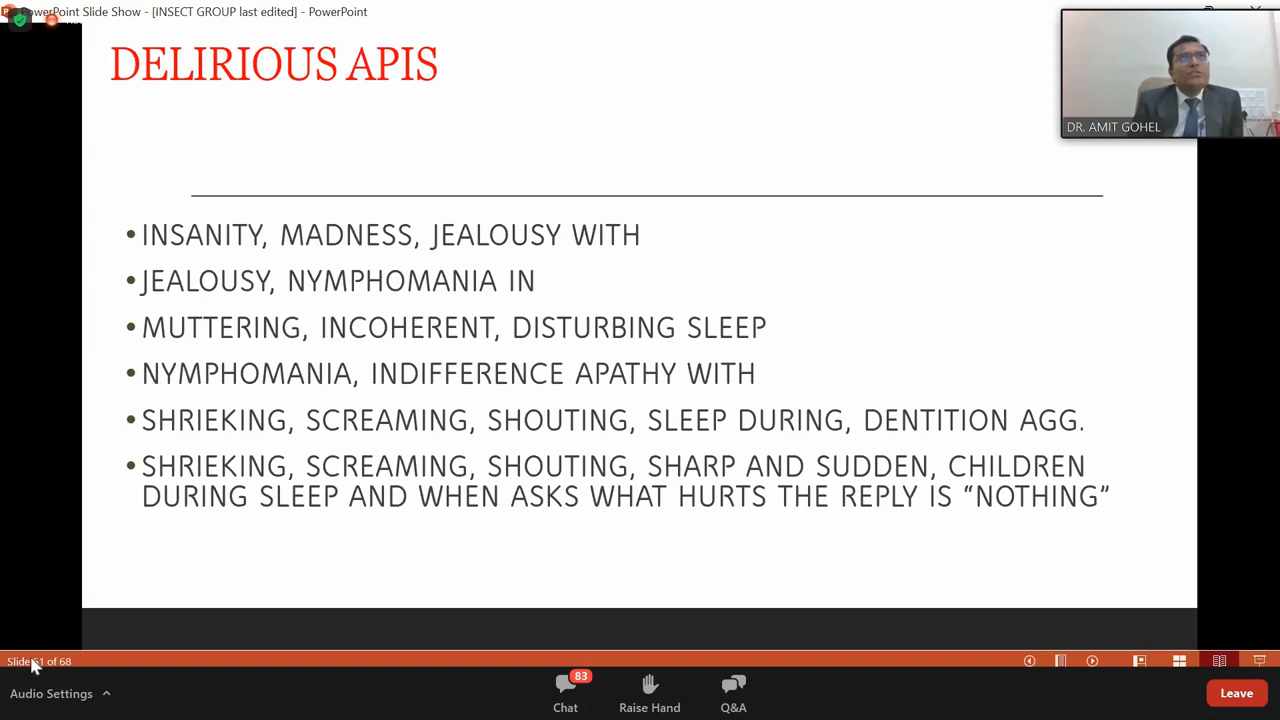 PowerPoint Slide Show - [INSECT GROUP last edited] - PowerPoint
DELIRIOUS APIS
DR. AMIT GOHEL
• INSANITY, MADNESS, JEALOUSY WITH
• JEALOUSY, NYMPHOMANIA IN
• MUTTERING, INCOHERENT, DISTURBING SLEEP
• NYMPHOMANIA, INDIFFERENCE APATHY WITH
• SHRIEKING, SCREAMING, SHOUTING, SLEEP DURING, DENTITION AGG.
• SHRIEKING, SCREAMING, SHOUTING, SHARP AND SUDDEN, CHILDREN
DURING SLEEP AND WHEN ASKS WHAT HURTS THE REPLY IS “NOTHING”
Slide 61 of 68
Audio Settings
83
Chat
Raise Hand
Q&A
Leave